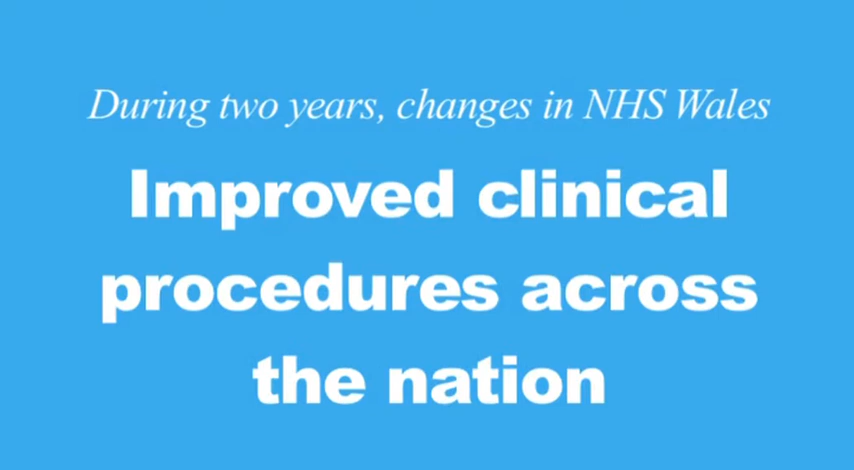 During two years, changes in NHS Wales
Improved clinical
procedures across
the nation